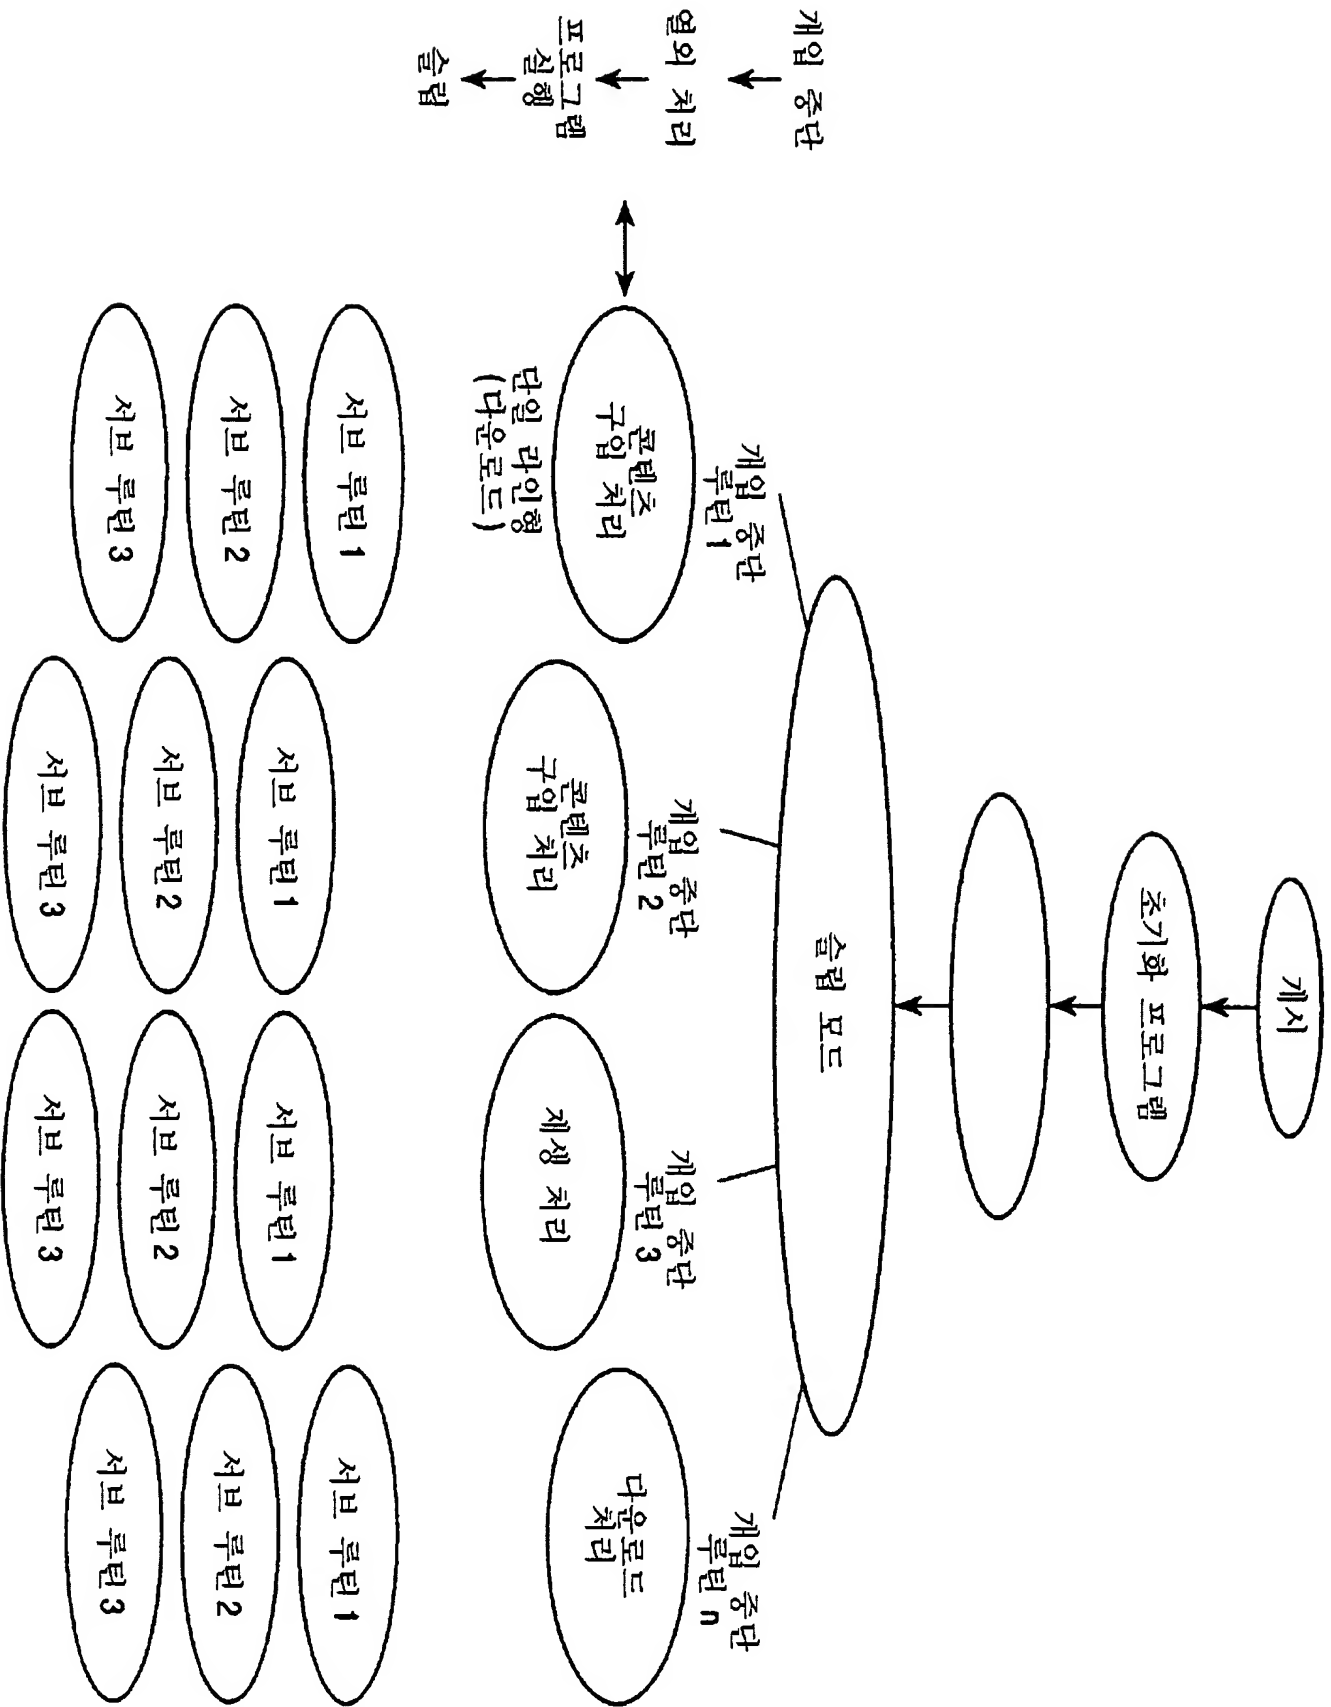 개시
초기화 프로그램
슬립 모드
개입 중단
열외 처리
프로그램
실행
슬립
개입 중단
루틴 1
콘텐츠
구입 처리
단일 라인형
(다운로드)
서브 루틴 1
서브 루틴 2
서브 루틴 3
개입 중단
루틴 2
콘텐츠
구입 처리
서브 루틴 1
서브 루틴 2
서브 루틴 3
개입 중단
루틴 3
재생 처리
서브 루틴 1
서브 루틴 2
서브 루틴 3
개입 중단
루틴 n
다운로드
처리
서브 루틴 1
서브 루틴 2
서브 루틴 3